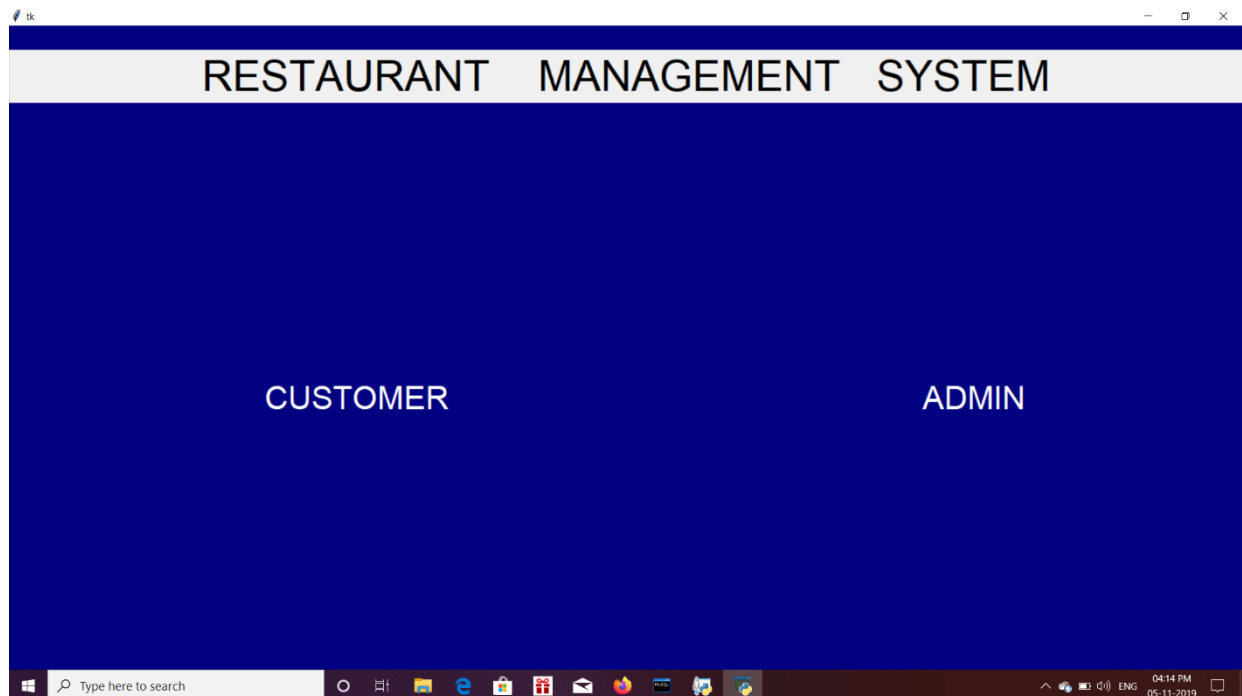 tk
RESTAURANT MANAGEMENT SYSTEM
CUSTOMER ADMIN
Type here to search
ENG
04:14 PM
05-11-2019